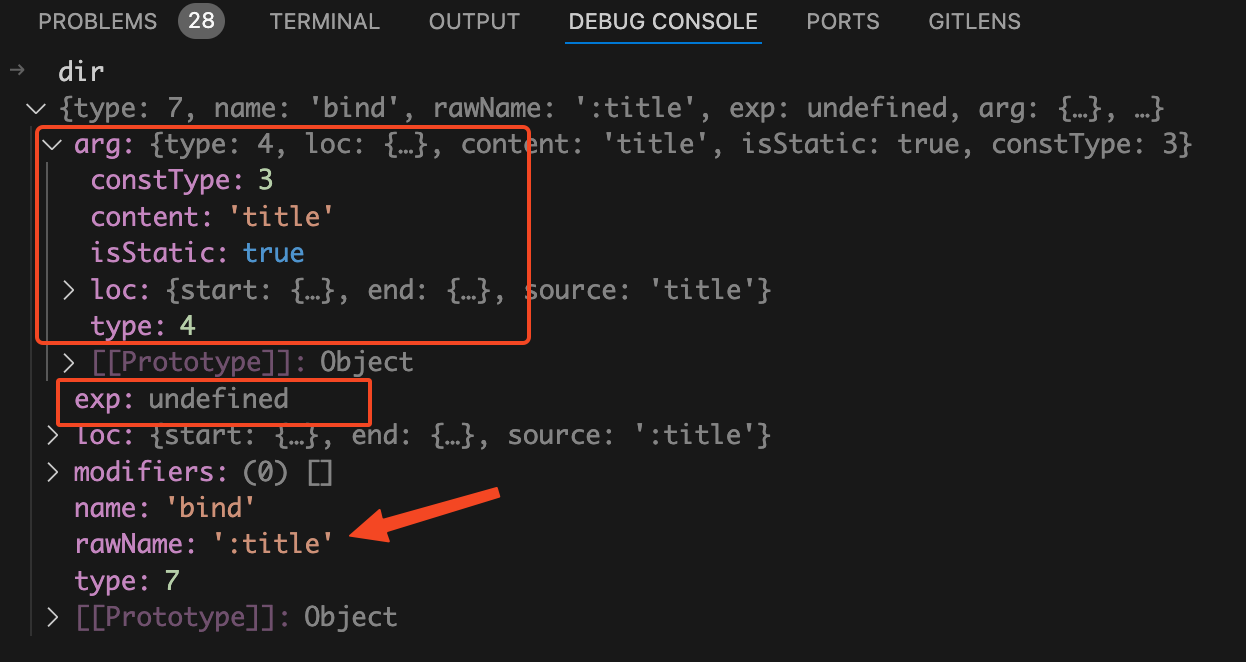 PROBLEMS 28 TERMINAL OUTPUT DEBUG CONSOLE PORTS GITLENS
dir
{type: 7, name: 'bind', rawName: ':title', exp: undefined, arg: {…}, …}
arg: {type: 4, loc: {…}, content: 'title', isStatic: true, constType: 3}
constType: 3
content: 'title'
isStatic: true
loc: {start: {…}, end: {…}, source: 'title'}
type: 4
[[Prototype]]: Object
exp: undefined
loc: {start: {…}, end: {…}, source: ':title'}
modifiers: (0) []
name: 'bind'
rawName: ':title'
type: 7
[[Prototype]]: Object